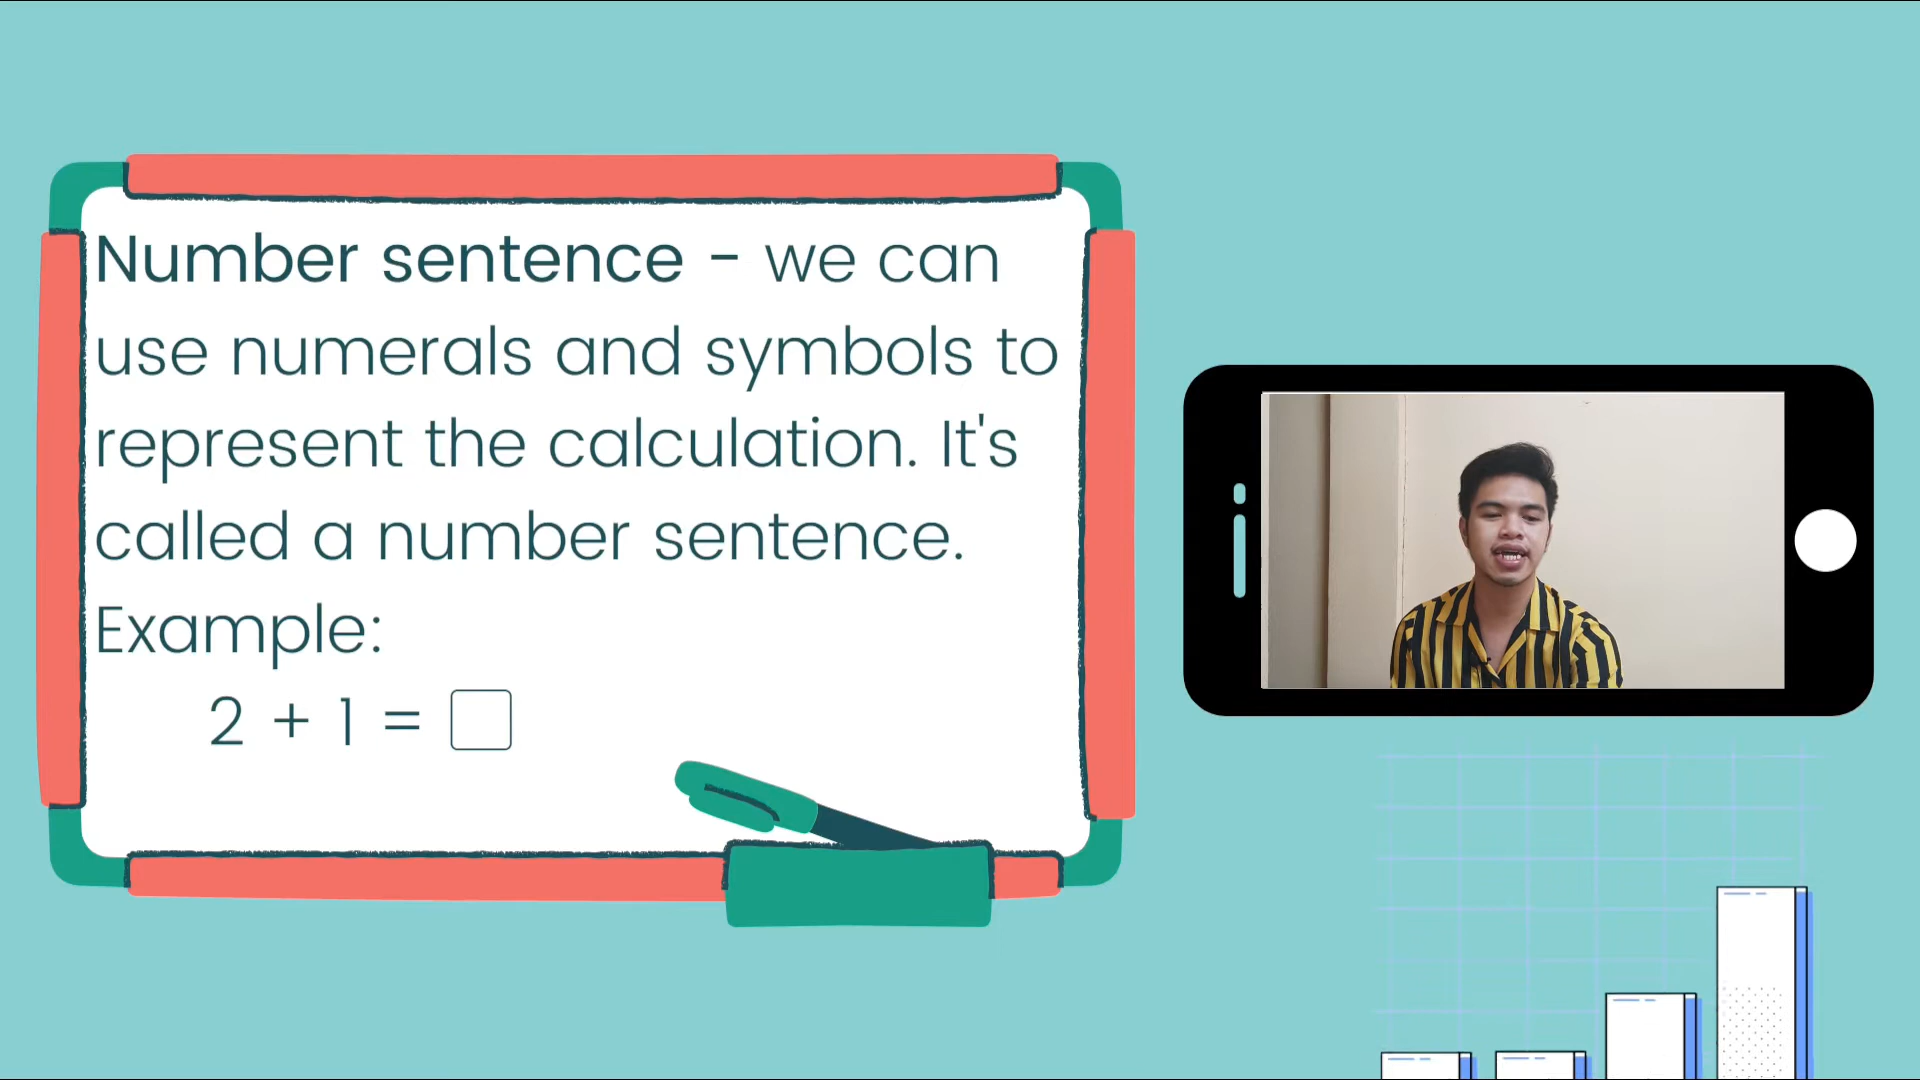 Number sentence - we can
use numerals and symbols to
represent the calculation. It's
called a number sentence.
Example:
2 + 1 = □